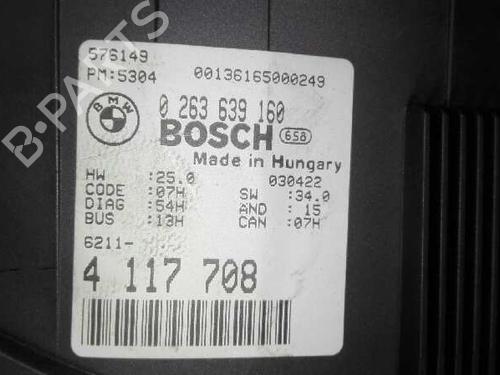 576149
PM:5304 00136165000249
BMW 0 263 639 160
BOSCH 658
Made in Hungary
HW :25.0 030422
CODE :07H SW :34.0
DIAG :54H AND : 15
BUS :13H CAN :07H
6211-
4 117 708
B-PARTS